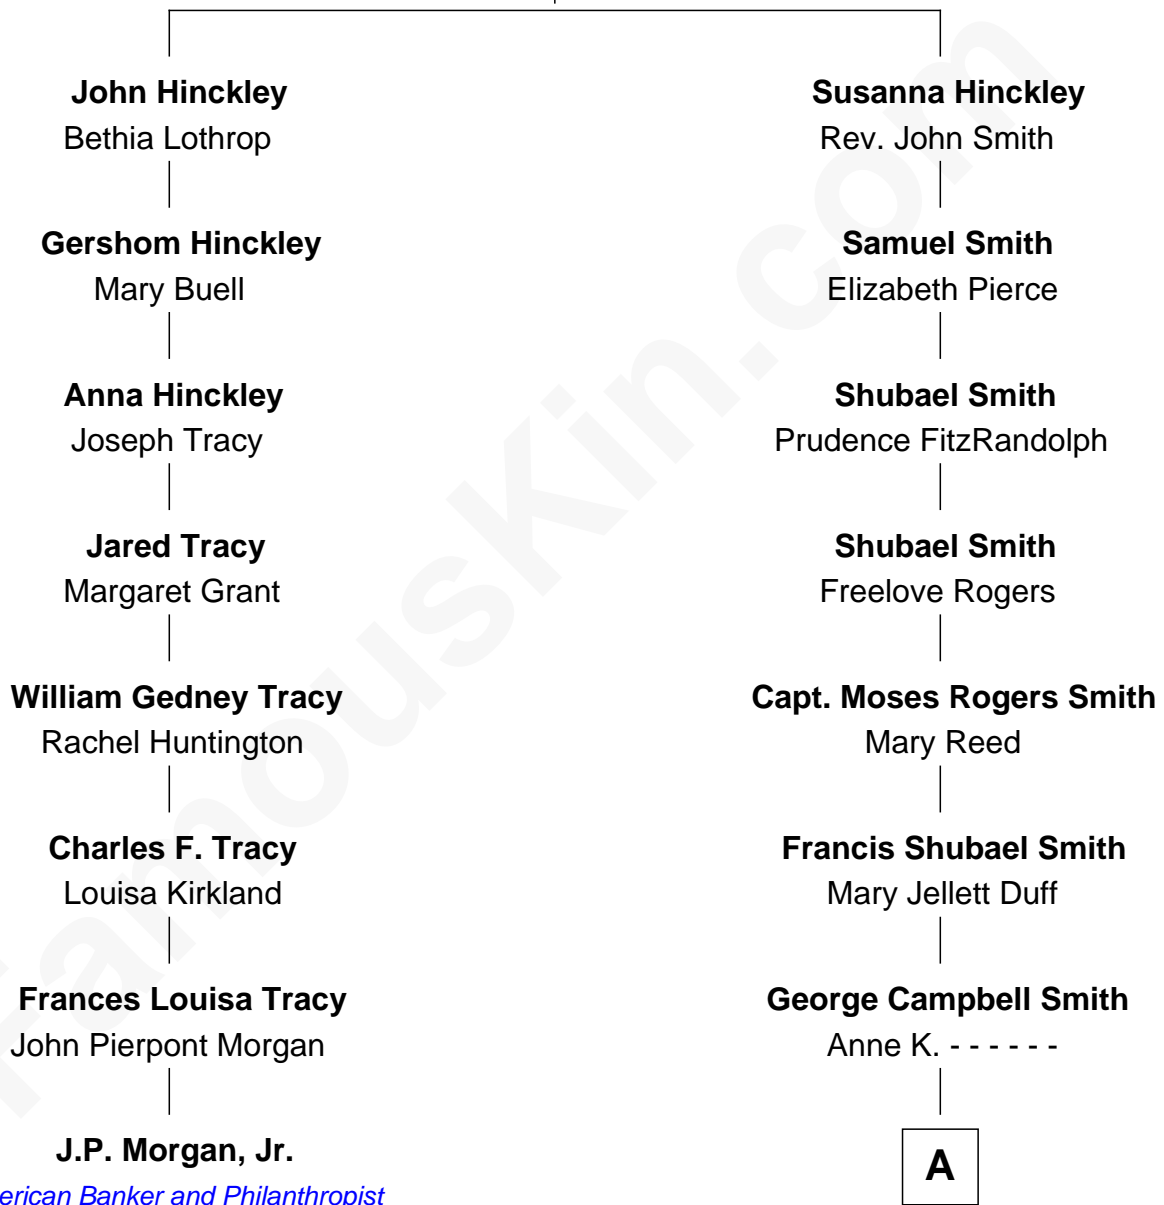 John Hinckley
Bethia Lothrop
Gershom Hinckley
Mary Buell
Anna Hinckley
Joseph Tracy
Jared Tracy
Margaret Grant
William Gedney Tracy
Rachel Huntington
Charles F. Tracy
Louisa Kirkland
Frances Louisa Tracy
John Pierpont Morgan
J.P. Morgan, Jr.
erican Banker and Philanthropist
Susanna Hinckley
Rev. John Smith
Samuel Smith
Elizabeth Pierce
Shubael Smith
Prudence FitzRandolph
Shubael Smith
Freelove Rogers
Capt. Moses Rogers Smith
Mary Reed
Francis Shubael Smith
Mary Jellett Duff
George Campbell Smith
Anne K. - - - - - -
A
FamousKin.com